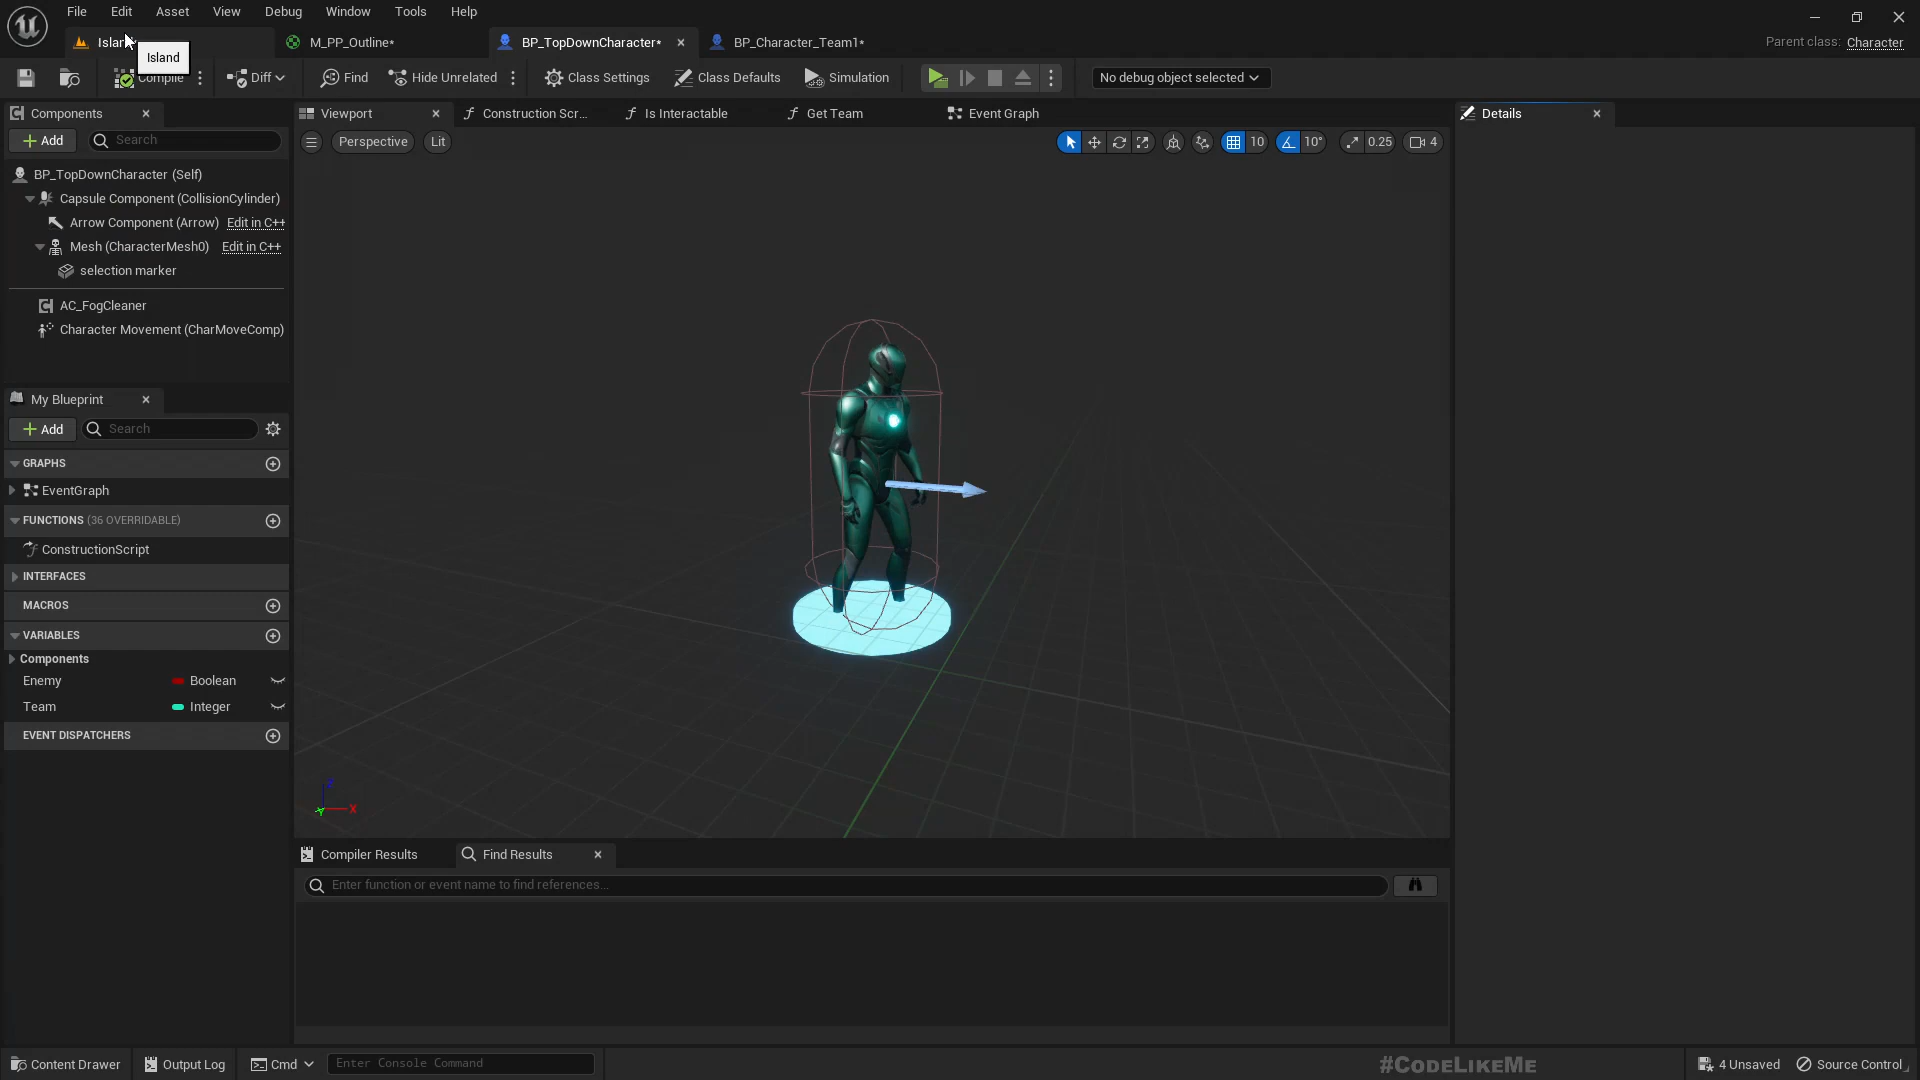 File Edit Asset View Debug Window Tools Help
M_PP_Outline* BP_TopDownCharacter* BP_Character_Team1*
Parent class: Character
Island
Compile Diff Find Hide Unrelated Class Settings Class Defaults Simulation No debug object selected
Components Viewport Construction Scr... Is Interactable Get Team Event Graph Details
Add Search Perspective Lit 10 10° 0.25 4
BP_TopDownCharacter (Self)
Capsule Component (CollisionCylinder)
Arrow Component (Arrow) Edit in C++
Mesh (CharacterMesh0) Edit in C++
selection marker
AC_FogCleaner
Character Movement (CharMoveComp)
My Blueprint
Add Search
GRAPHS
EventGraph
FUNCTIONS (36 OVERRIDABLE)
ConstructionScript
INTERFACES
MACROS
VARIABLES
Components
Enemy Boolean
Team Integer
EVENT DISPATCHERS
Z
X
Y
Compiler Results Find Results
Enter function or event name to find references...
Content Drawer Output Log Cmd Enter Console Command #CODELIKEME 4 Unsaved Source Control